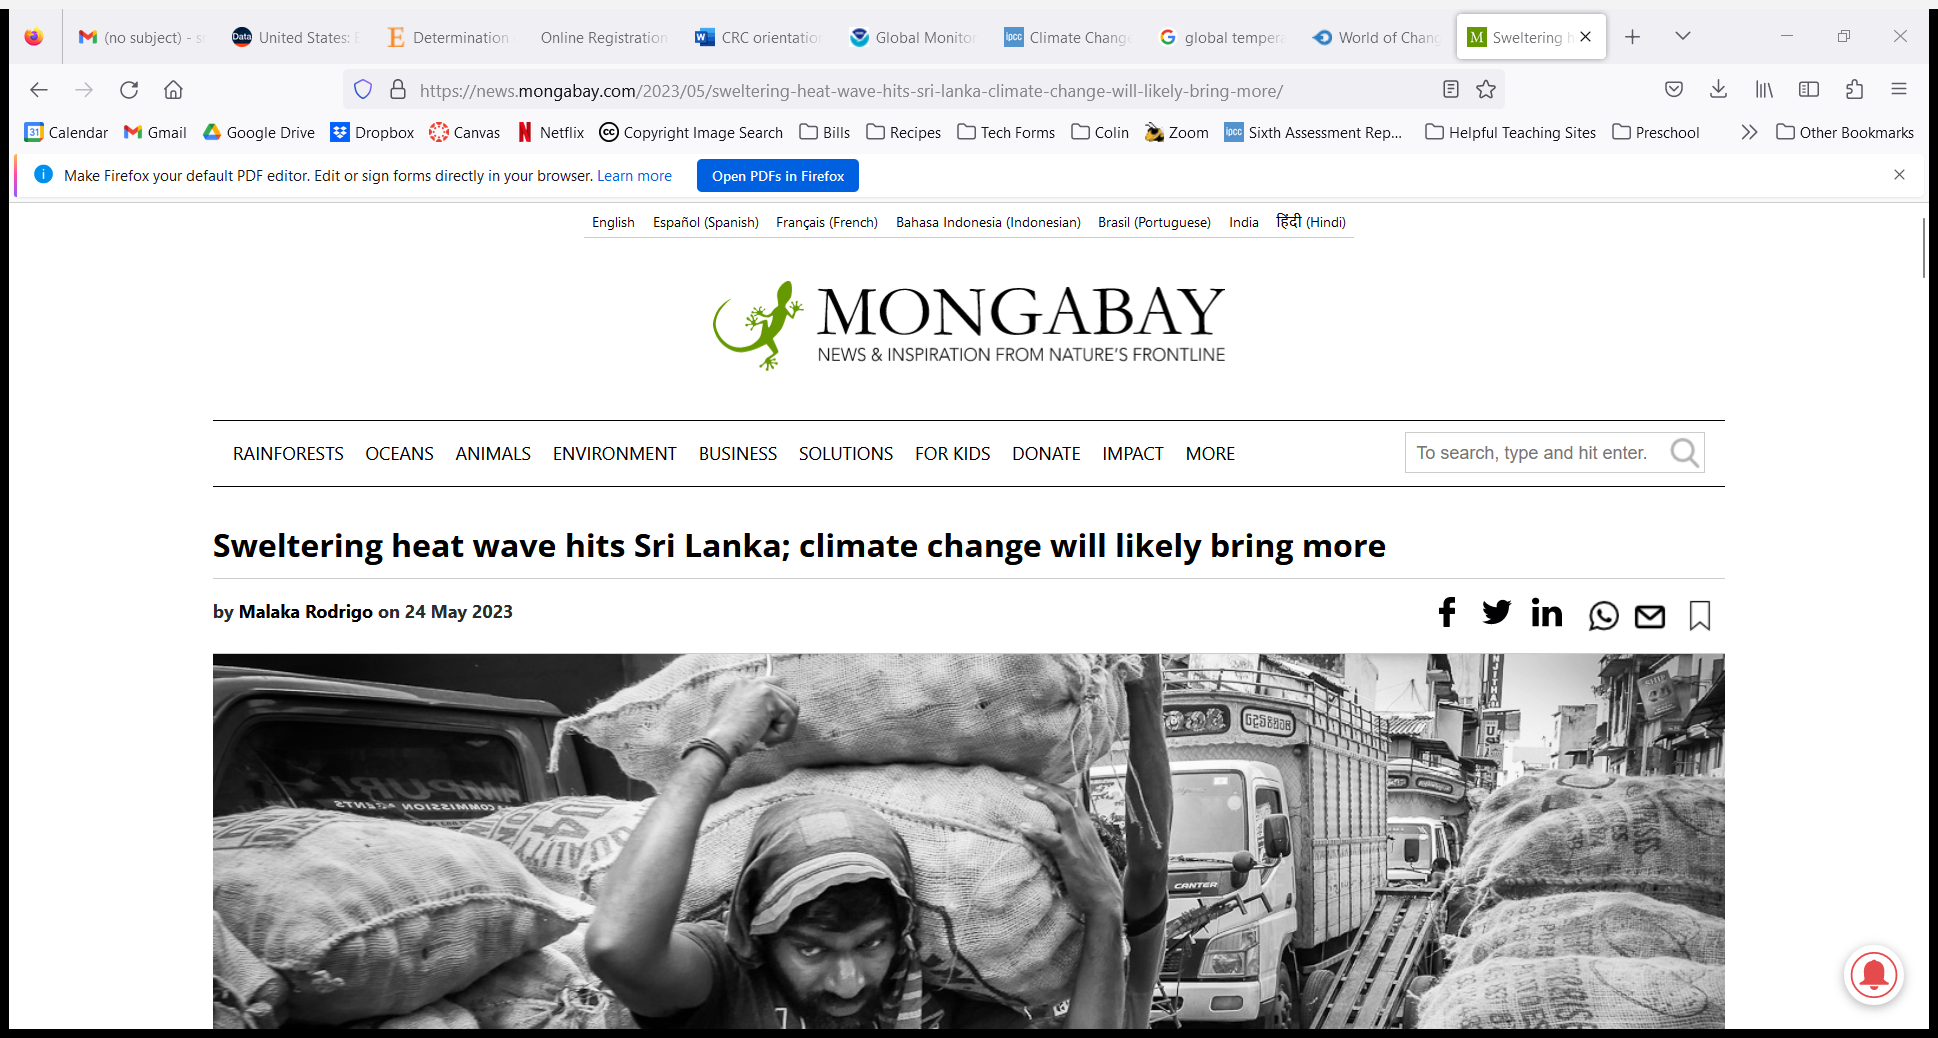 (no subject) - s
United States: E
Determination
Online Registration
CRC orientation
Global Monitor
Climate Change
global tempera
World of Chang
Sweltering h
https://news.mongabay.com/2023/05/sweltering-heat-wave-hits-sri-lanka-climate-change-will-likely-bring-more/
Calendar Gmail Google Drive Dropbox Canvas Netflix Copyright Image Search Bills Recipes Tech Forms Colin Zoom Sixth Assessment Rep... Helpful Teaching Sites Preschool Other Bookmarks
Make Firefox your default PDF editor. Edit or sign forms directly in your browser. Learn more Open PDFs in Firefox
English Español (Spanish) Français (French) Bahasa Indonesia (Indonesian) Brasil (Portuguese) India हिंदी (Hindi)
MONGABAY
NEWS & INSPIRATION FROM NATURE'S FRONTLINE
RAINFORESTS OCEANS ANIMALS ENVIRONMENT BUSINESS SOLUTIONS FOR KIDS DONATE IMPACT MORE To search, type and hit enter.
Sweltering heat wave hits Sri Lanka; climate change will likely bring more
by Malaka Rodrigo on 24 May 2023
CANTER